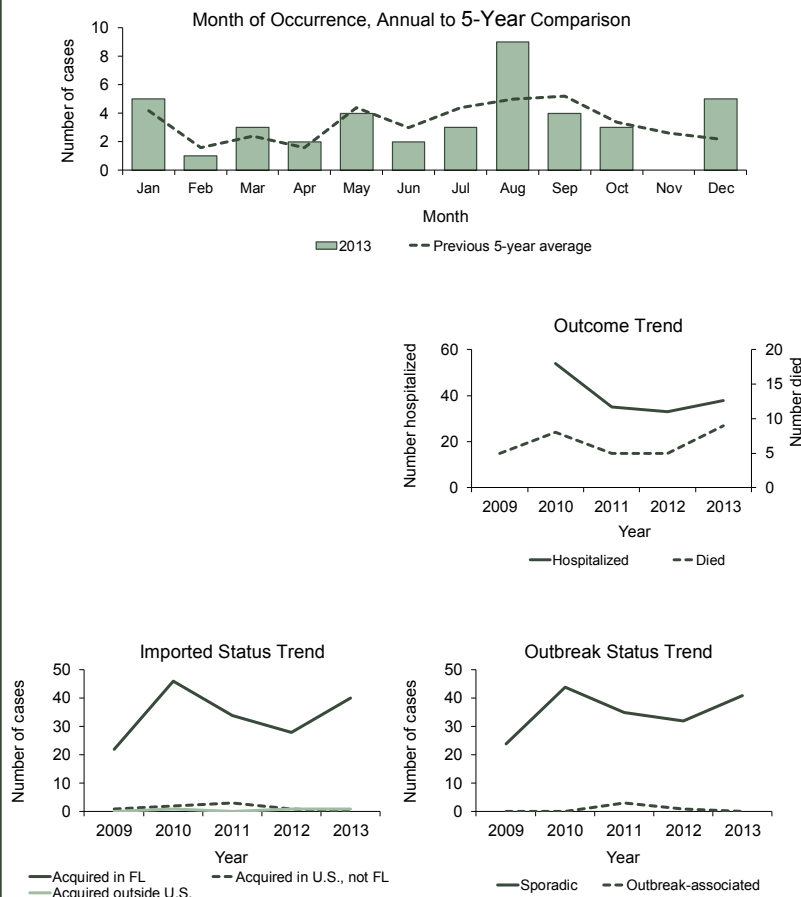 Month of Occurrence, Annual to 5-Year Comparison
Number of cases
10
8
6
4
2
0
Jan Feb Mar Apr May Jun Jul Aug Sep Oct Nov Dec
Month
2013 Previous 5-year average
Outcome Trend
Number hospitalized
60
40
20
0
20
15
10
5
0
Number died
2009 2010 2011 2012 2013
Year
Hospitalized Died
Imported Status Trend
Number of cases
50
40
30
20
10
0
2009 2010 2011 2012 2013
Year
Acquired in FL Acquired in U.S., not FL
Acquired outside U.S.
Outbreak Status Trend
Number of cases
50
40
30
20
10
0
2009 2010 2011 2012 2013
Year
Sporadic Outbreak-associated